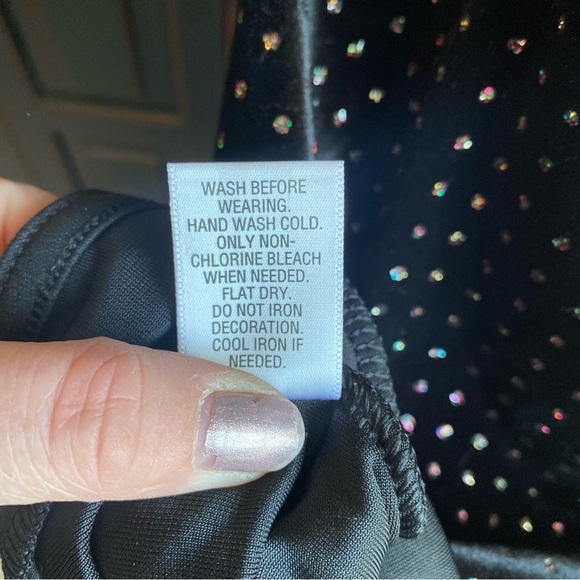 WASH BEFORE
WEARING.
HAND WASH COLD.
ONLY NON-
CHLORINE BLEACH
WHEN NEEDED.
FLAT DRY.
DO NOT IRON
DECORATION.
COOL IRON IF
NEEDED.